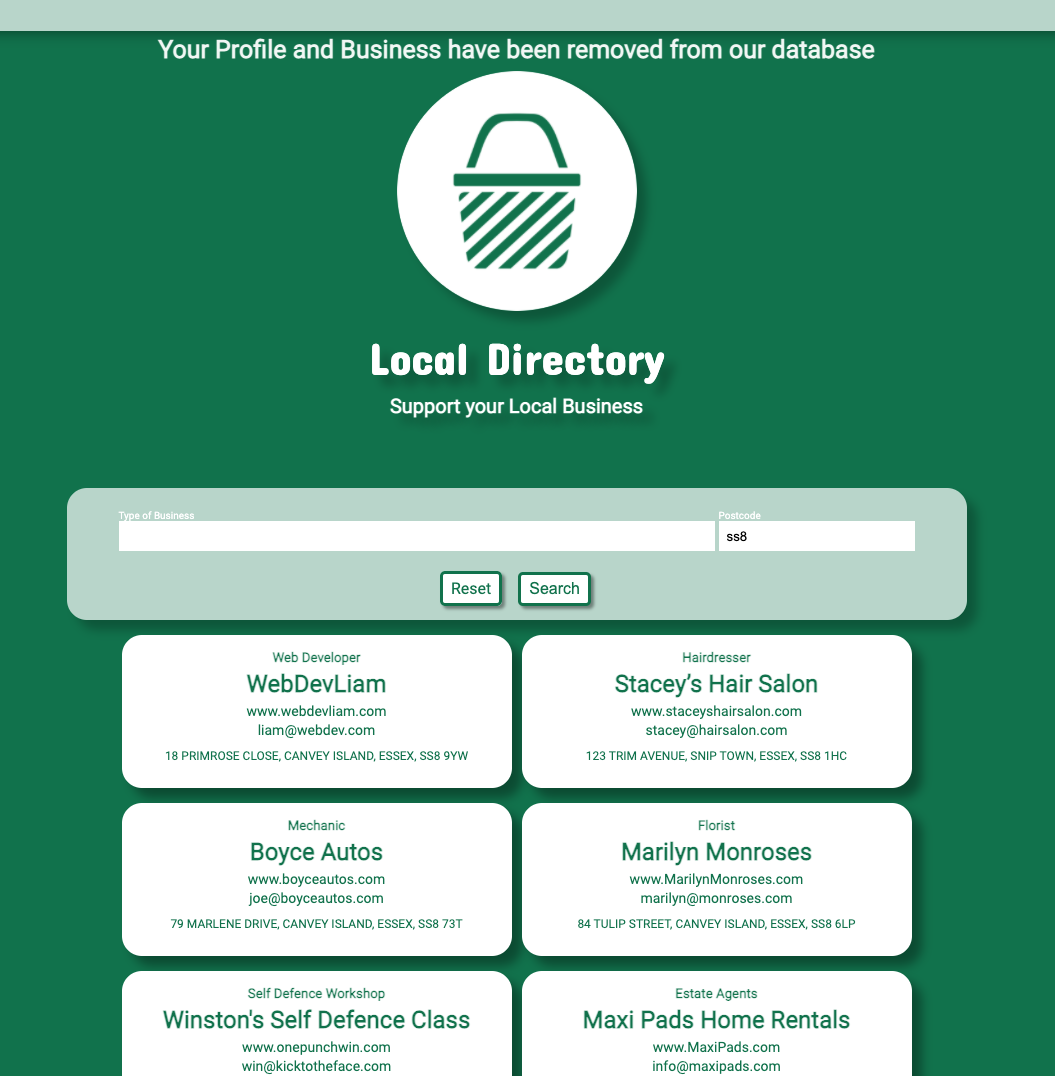 Your Profile and Business have been removed from our database
Local Directory
Support your Local Business
Type of Business
Postcode
ss8
Reset
Search
Web Developer
WebDevLiam
www.webdevliam.com
liam@webdev.com
18 PRIMROSE CLOSE, CANVEY ISLAND, ESSEX, SS8 9YW
Hairdresser
Stacey’s Hair Salon
www.staceyshairsalon.com
stacey@hairsalon.com
123 TRIM AVENUE, SNIP TOWN, ESSEX, SS8 1HC
Mechanic
Boyce Autos
www.boyceautos.com
joe@boyceautos.com
79 MARLENE DRIVE, CANVEY ISLAND, ESSEX, SS8 73T
Florist
Marilyn Monroses
www.MarilynMonroses.com
marilyn@monroses.com
84 TULIP STREET, CANVEY ISLAND, ESSEX, SS8 6LP
Self Defence Workshop
Winston's Self Defence Class
www.onepunchwin.com
win@kicktotheface.com
Estate Agents
Maxi Pads Home Rentals
www.MaxiPads.com
info@maxipads.com